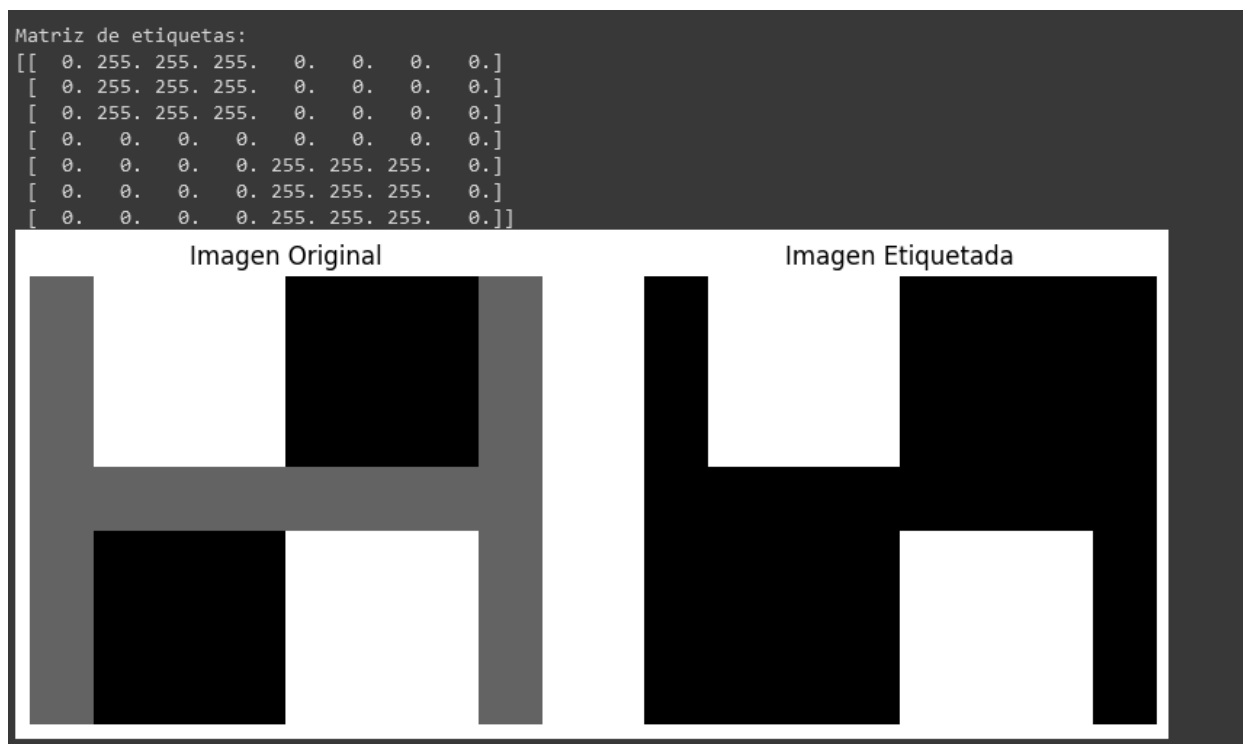 Matriz de etiquetas:
[[  0. 255. 255. 255.   0.   0.   0.   0.]
 [  0. 255. 255. 255.   0.   0.   0.   0.]
 [  0. 255. 255. 255.   0.   0.   0.   0.]
 [  0.   0.   0.   0.   0.   0.   0.   0.]
 [  0.   0.   0.   0. 255. 255. 255.   0.]
 [  0.   0.   0.   0. 255. 255. 255.   0.]
 [  0.   0.   0.   0. 255. 255. 255.   0.]]
Imagen Original
Imagen Etiquetada